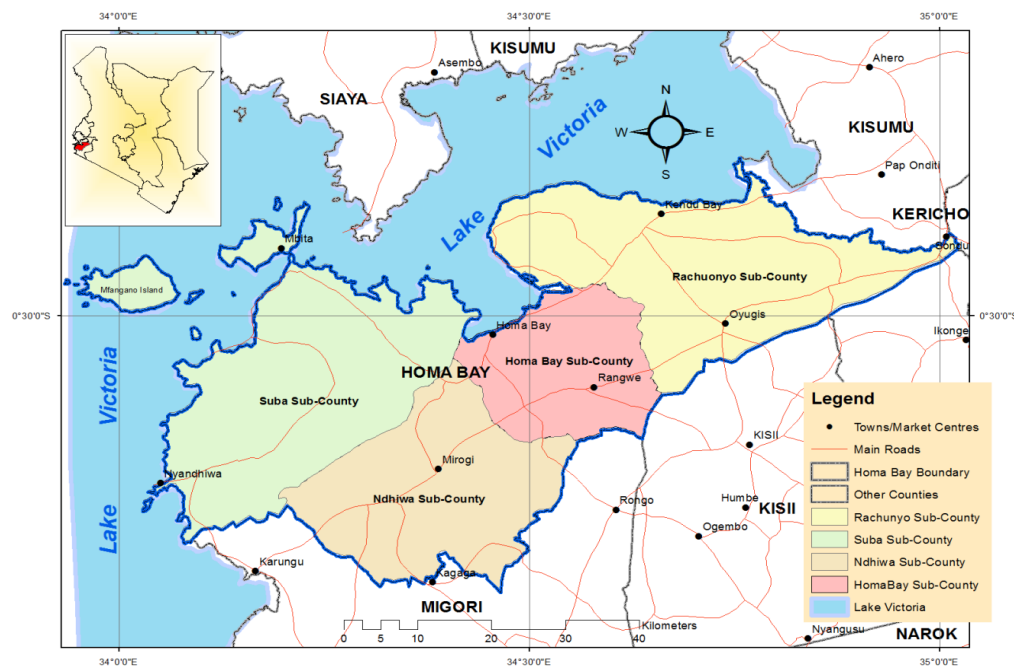 34°0'0"E
34°30'0"E
35°0'0"E
KISUMU
Asembo
Ahero
SIAYA
Victoria
N
W
E
S
KISUMU
Pap Onditi
Kendu Bay
KERICHO
Lake
Mbita
Sondu
Rachuonyo Sub-County
Mfangano Island
0°30'0"S
0°30'0"S
Oyugis
Homa Bay
Ikonge
Homa Bay Sub-County
HOMA BAY
Rangwe
Victoria
Suba Sub-County
KISII
Mirogi
Nyandhiwa
Ndhiwa Sub-County
Rongo
Humbe
KISII
Lake
Ogembo
Karungu
Kagaga
MIGORI
Kilometers
0 5 10 20 30 40
Nyangusu
NAROK
Legend
Towns/Market Centres
Main Roads
Homa Bay Boundary
Other Counties
Rachunyo Sub-County
Suba Sub-County
Ndhiwa Sub-County
HomaBay Sub-County
Lake Victoria
34°0'0"E
34°30'0"E
35°0'0"E